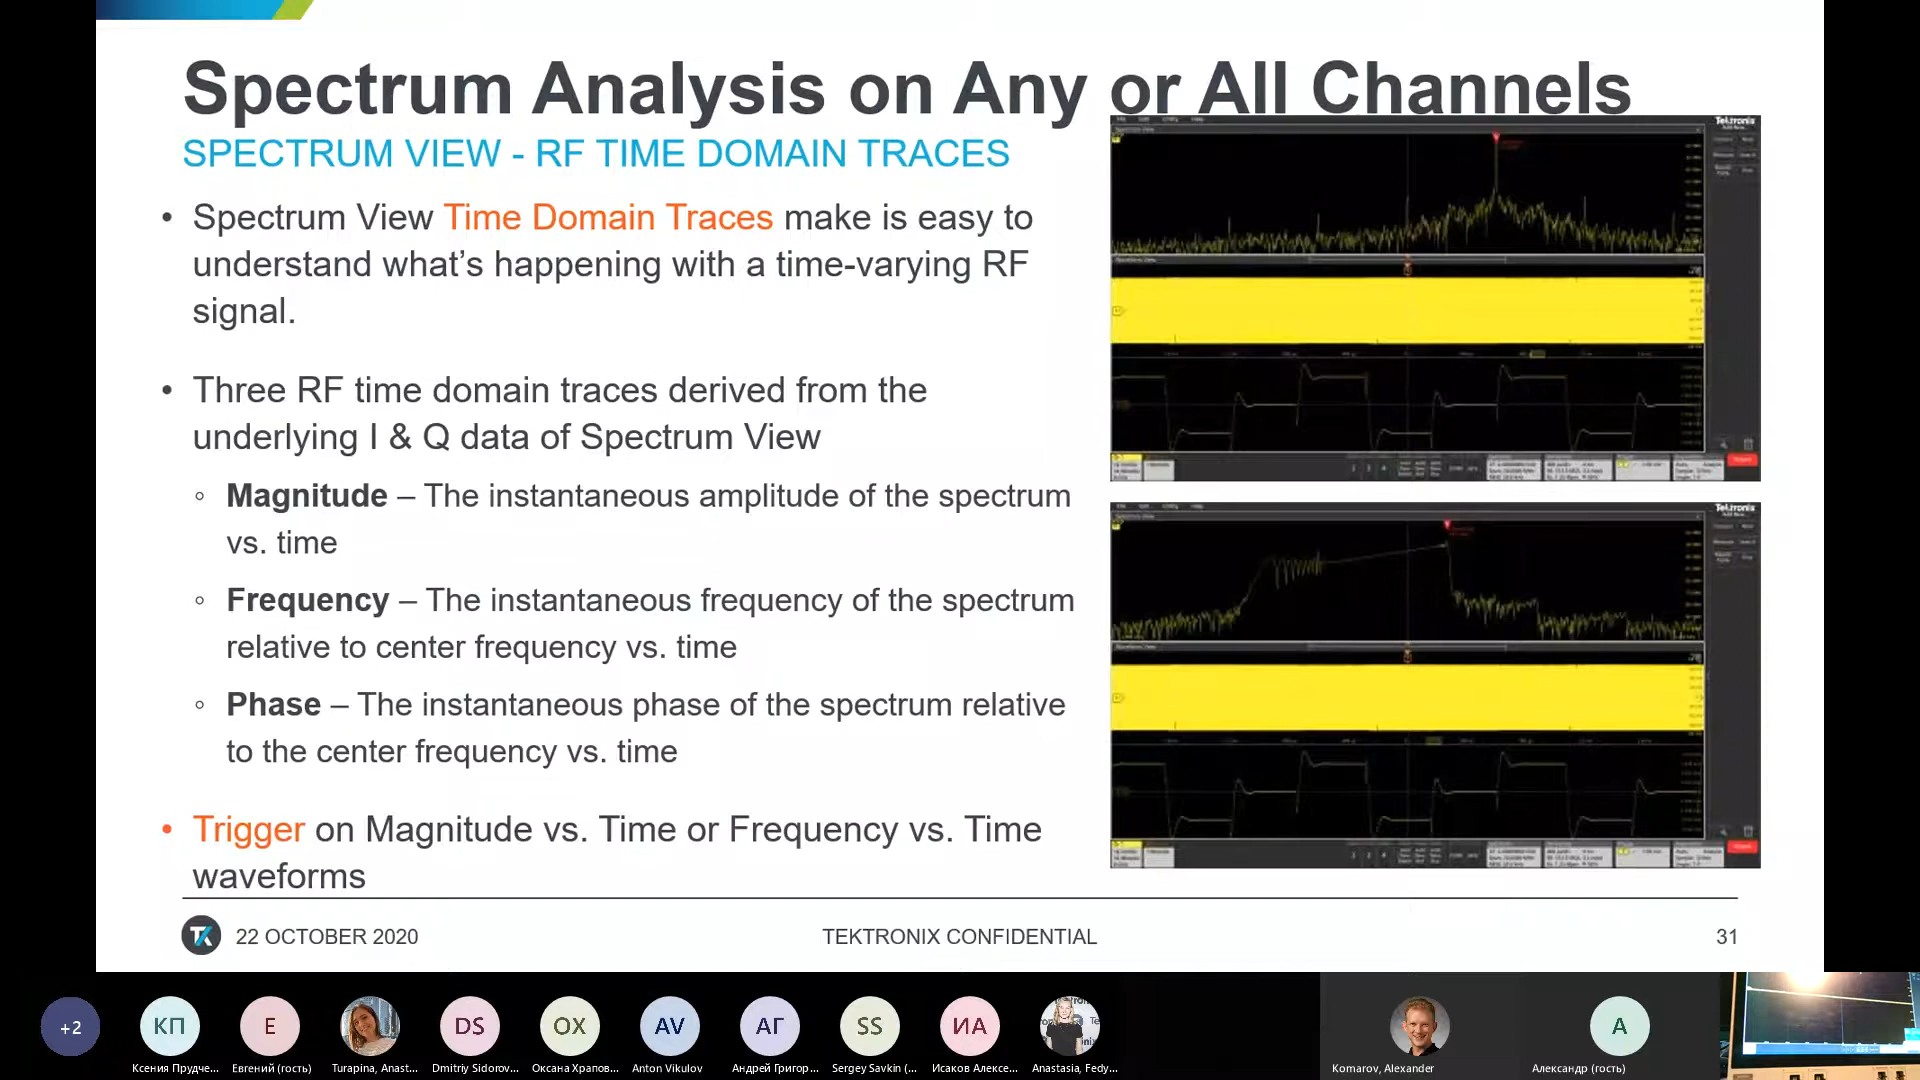 Spectrum Analysis on Any or All Channels
SPECTRUM VIEW - RF TIME DOMAIN TRACES
• Spectrum View Time Domain Traces make is easy to
understand what’s happening with a time-varying RF
signal.
• Three RF time domain traces derived from the
underlying I & Q data of Spectrum View
◦ Magnitude – The instantaneous amplitude of the spectrum
vs. time
◦ Frequency – The instantaneous frequency of the spectrum
relative to center frequency vs. time
◦ Phase – The instantaneous phase of the spectrum relative
to the center frequency vs. time
• Trigger on Magnitude vs. Time or Frequency vs. Time
waveforms
Tektronix
Tektronix
22 OCTOBER 2020
TEKTRONIX CONFIDENTIAL
31
+2
КП
E
DS
OX
AV
АГ
SS
ИА
A
Ксения Прудче...
Евгений (гость)
Turapina, Anast...
Dmitriy Sidorov...
Оксана Храпов...
Anton Vikulov
Андрей Григор...
Sergey Savkin (...
Исаков Алексе...
Anastasia, Fedy...
Komarov, Alexander
Александр (гость)